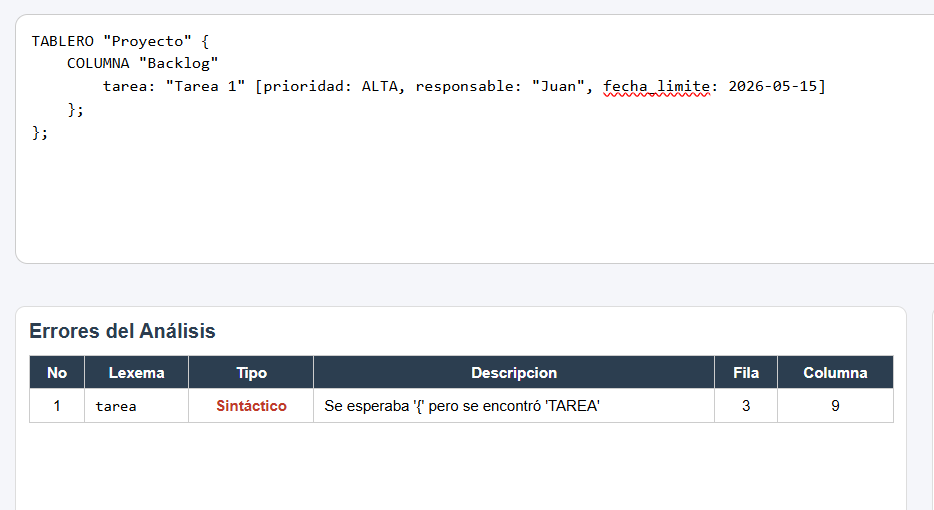 TABLERO "Proyecto" {
COLUMNA "Backlog"
tarea: "Tarea 1" [prioridad: ALTA, responsable: "Juan", fecha_limite: 2026-05-15]
};
};
Errores del Análisis
No Lexema Tipo Descripcion Fila Columna
1 tarea Sintáctico Se esperaba '{' pero se encontró 'TAREA' 3 9